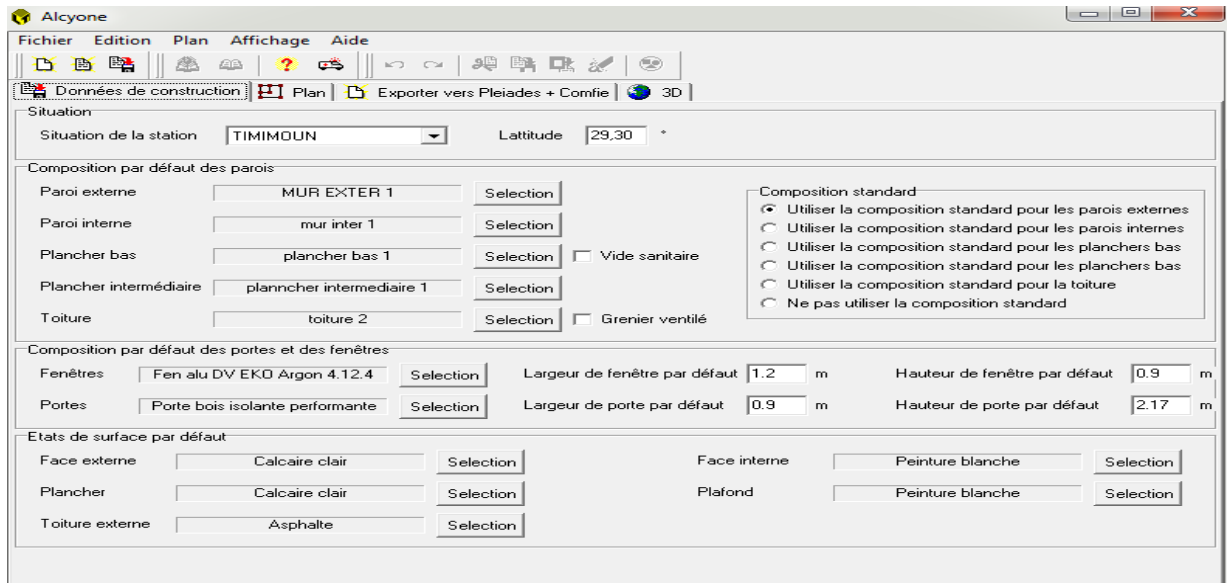 Alcyone
Fichier Edition Plan Affichage Aide
Données de construction Plan Exporter vers Pleiades + Comfie 3D
Situation
Situation de la station TIMIMOUN Lattitude 29,30 °
Composition par défaut des parois
Paroi externe MUR EXTER 1 Selection
Paroi interne mur inter 1 Selection
Plancher bas plancher bas 1 Selection Vide sanitaire
Plancher intermédiaire planncher intermediaire 1 Selection
Toiture toiture 2 Selection Grenier ventilé
Composition standard
Utiliser la composition standard pour les parois externes
Utiliser la composition standard pour les parois internes
Utiliser la composition standard pour les planchers bas
Utiliser la composition standard pour les planchers bas
Utiliser la composition standard pour la toiture
Ne pas utiliser la composition standard
Composition par défaut des portes et des fenêtres
Fenêtres Fen alu DV EKO Argon 4.12.4 Selection Largeur de fenêtre par défaut 1.2 m Hauteur de fenêtre par défaut 0.9 m
Portes Porte bois isolante performante Selection Largeur de porte par défaut 0.9 m Hauteur de porte par défaut 2.17 m
Etats de surface par défaut
Face externe Calcaire clair Selection Face interne Peinture blanche Selection
Plancher Calcaire clair Selection Plafond Peinture blanche Selection
Toiture externe Asphalte Selection